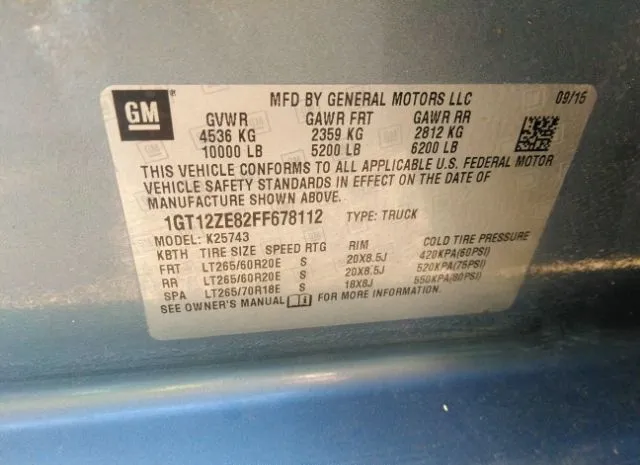 GM
MFD BY GENERAL MOTORS LLC 09/15
GVWR GAWR FRT GAWR RR
4536 KG 2359 KG 2812 KG
10000 LB 5200 LB 6200 LB
THIS VEHICLE CONFORMS TO ALL APPLICABLE U.S. FEDERAL MOTOR
VEHICLE SAFETY STANDARDS IN EFFECT ON THE DATE OF
MANUFACTURE SHOWN ABOVE.
1GT12ZE82FF678112 TYPE: TRUCK
MODEL: K25743
KBTH TIRE SIZE SPEED RTG RIM COLD TIRE PRESSURE
FRT LT265/60R20E S 20X8.5J 420KPA(60PSI)
RR LT265/60R20E S 20X8.5J 520KPA(75PSI)
SPA LT265/70R18E S 18X8J 550KPA(80PSI)
SEE OWNER'S MANUAL FOR MORE INFORMATION.